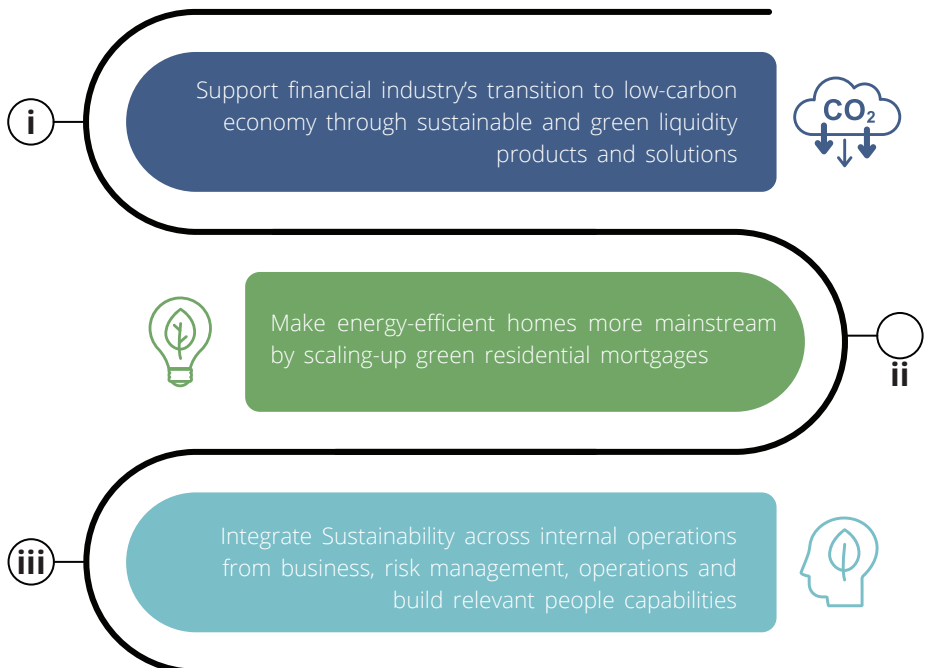 i
Support financial industry’s transition to low-carbon
economy through sustainable and green liquidity
products and solutions
CO₂
Make energy-efficient homes more mainstream
by scaling-up green residential mortgages
ii
iii
Integrate Sustainability across internal operations
from business, risk management, operations and
build relevant people capabilities